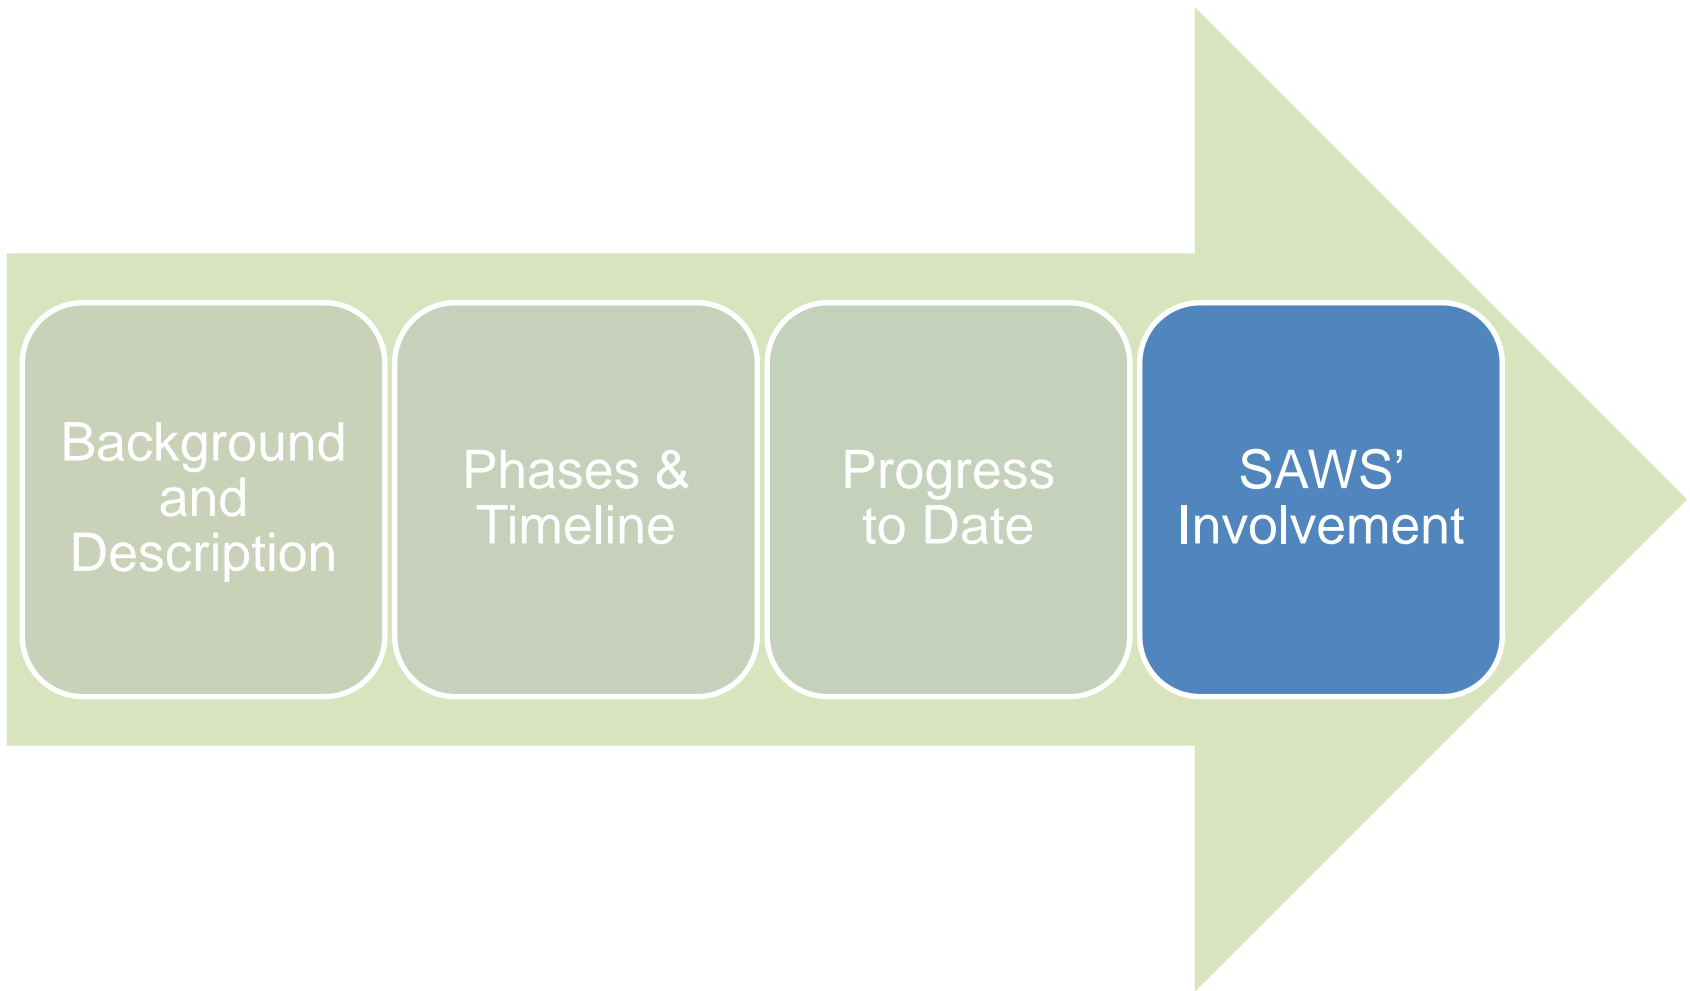 Background
and
Description
Phases &
Timeline
Progress
to Date
SAWS’
Involvement